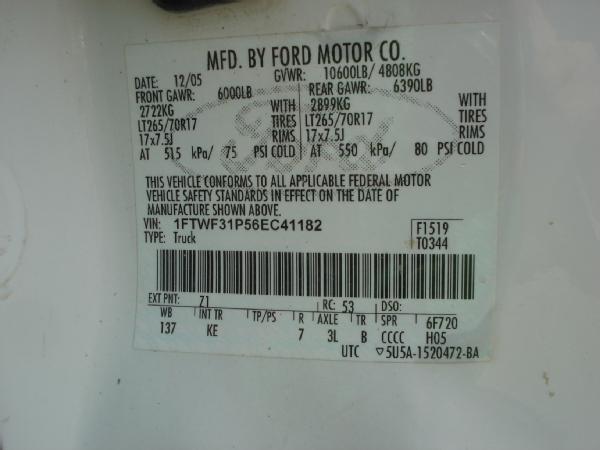 MFD. BY FORD MOTOR CO.
DATE: 12/05 GVWR: 10600LB/ 4808KG
FRONT GAWR: 6000LB REAR GAWR: 6390LB
2722KG WITH 2899KG WITH
LT265/70R17 TIRES LT265/70R17 TIRES
17x7.5J RIMS 17x7.5J RIMS
AT 515 kPa/ 75 PSI COLD AT 550 kPa/ 80 PSI COLD
THIS VEHICLE CONFORMS TO ALL APPLICABLE FEDERAL MOTOR
VEHICLE SAFETY STANDARDS IN EFFECT ON THE DATE OF
MANUFACTURE SHOWN ABOVE.
VIN: 1FTWF31P56EC41182 F1519
TYPE: Truck T0344
EXT PNT: Z1 RC: 53 DSO:
WB INT TR TP/PS R AXLE TR SPR 6F720
137 KE 7 3L B CCCC H05
UTC ▽5U5A-1520472-BA
Ford